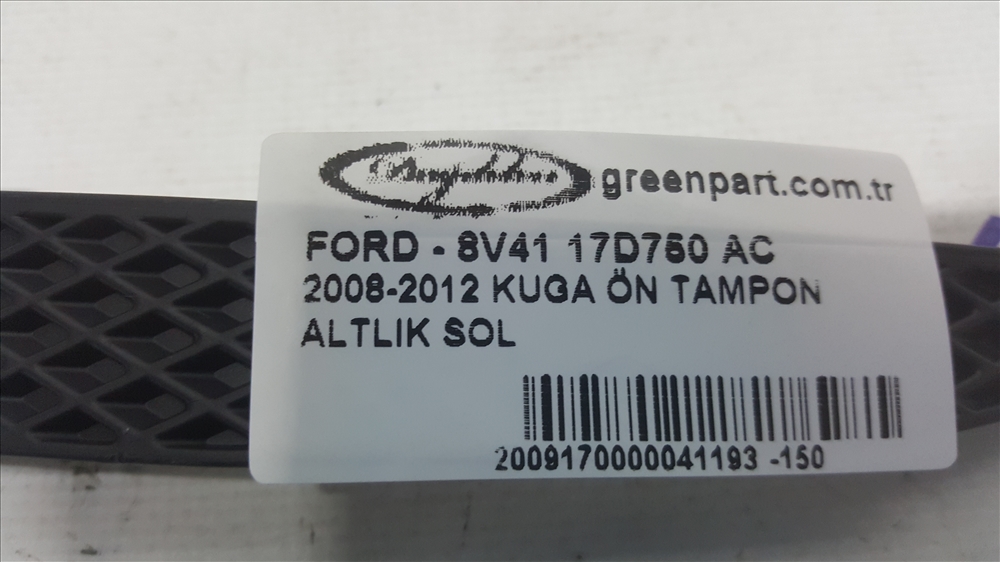 greenpart.com.tr
FORD - 8V41 17D750 AC
2008-2012 KUGA ÖN TAMPON
ALTLIK SOL
2009170000041193 -150